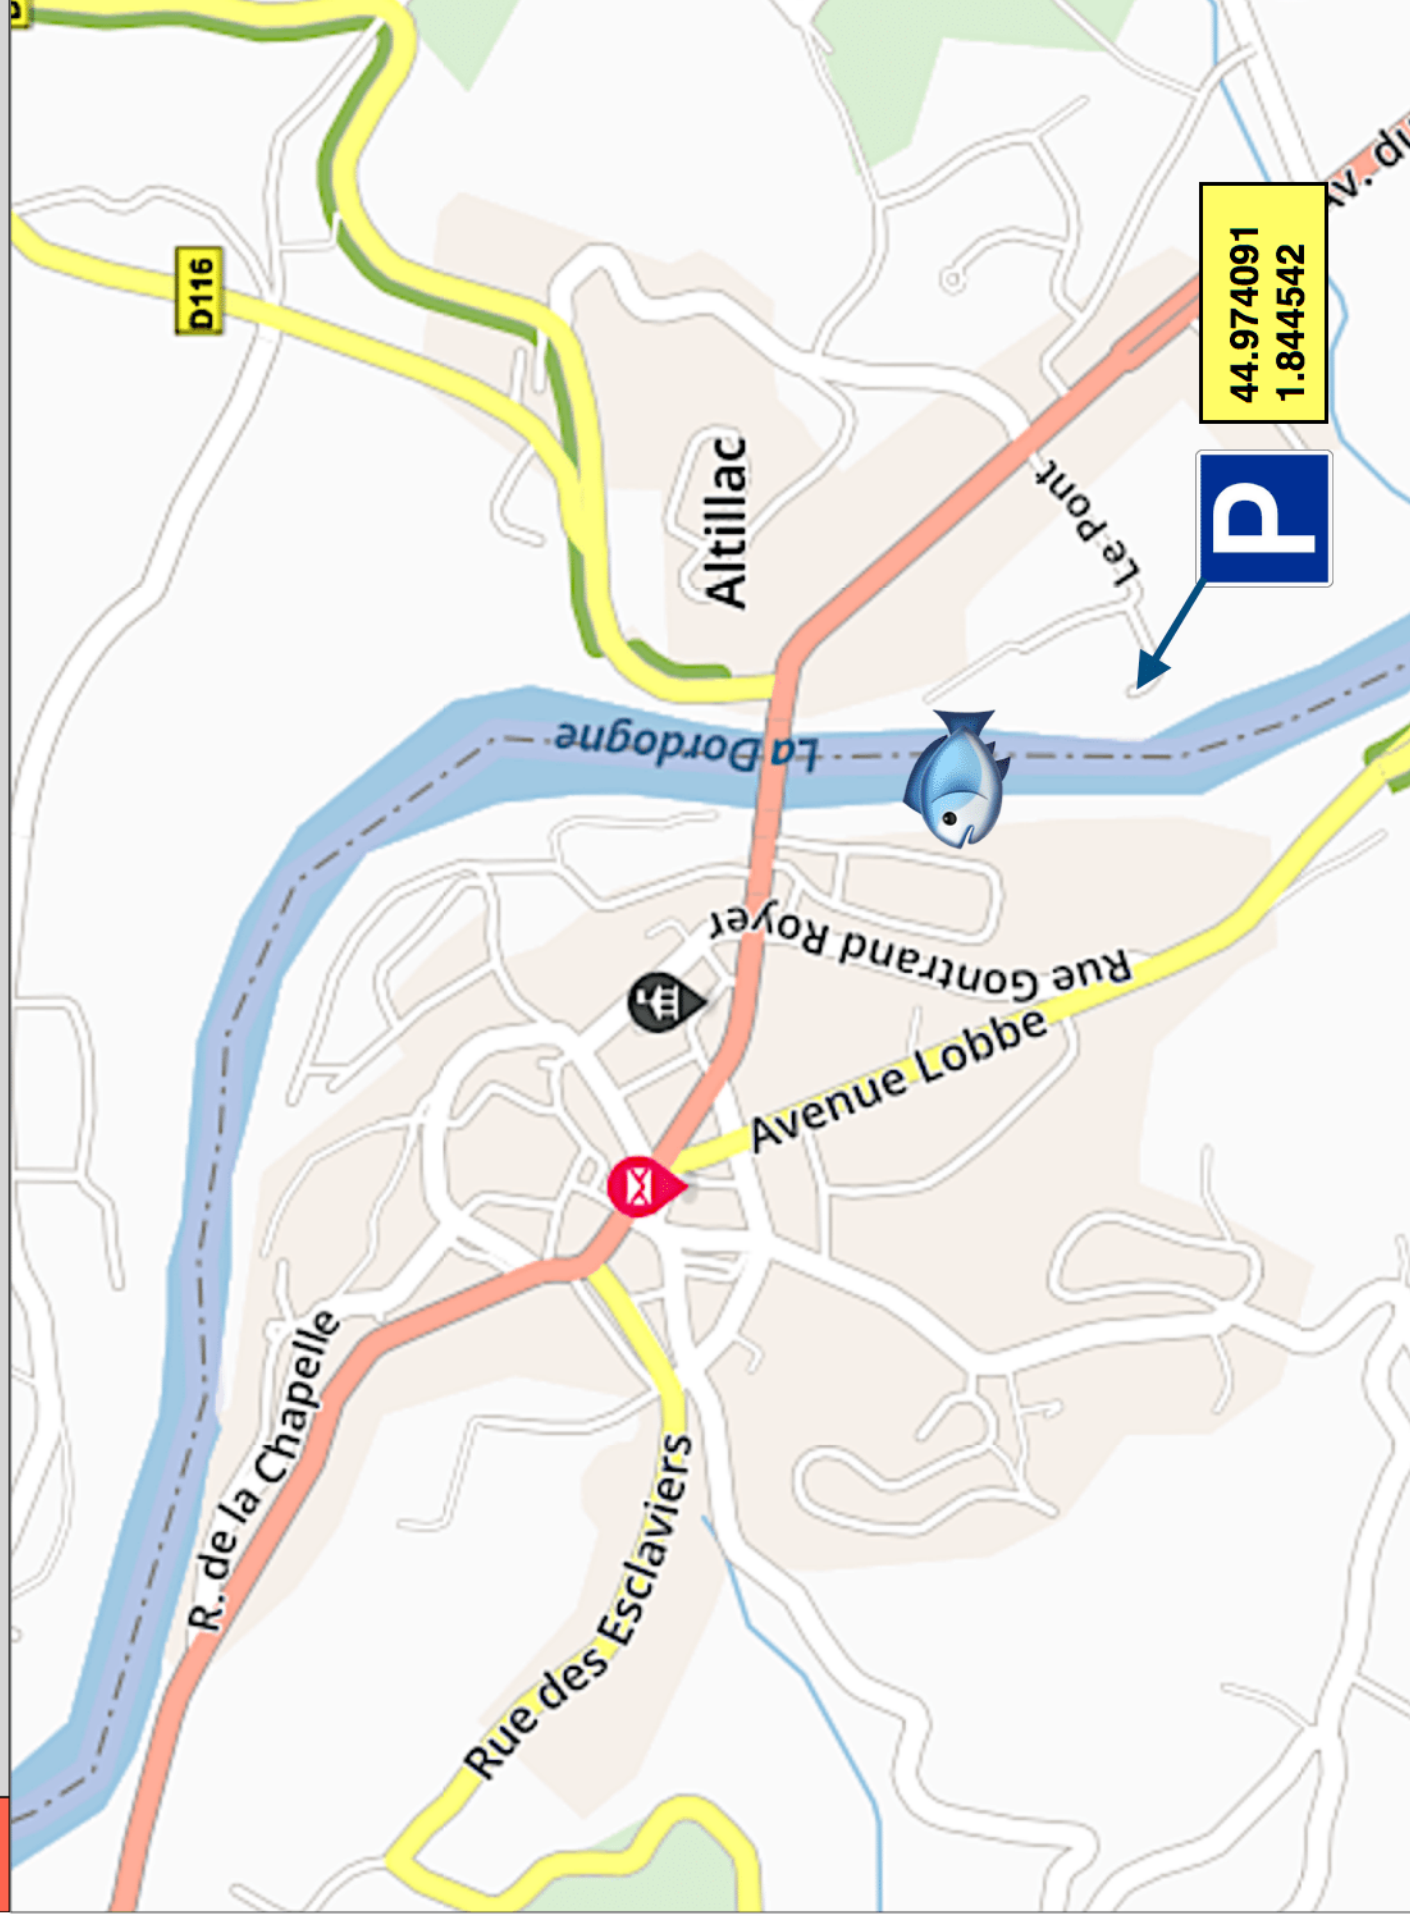 D116
Altillac
Av. du
44.974091
1.844542
P
Le Pont
La Dordogne
Rue Gontrand Royer
Avenue Lobbe
R. de la Chapelle
Rue des Esclaviers